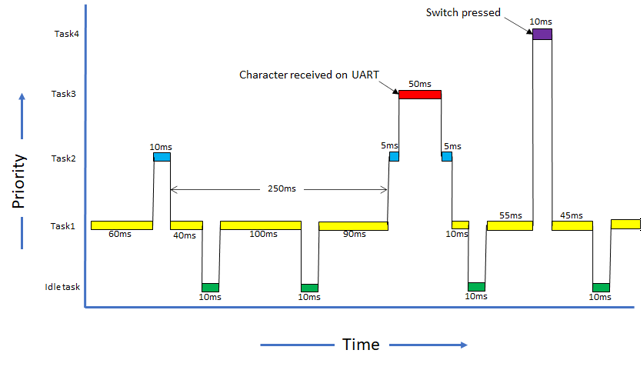 Switch pressed
10ms
Task4
Character received on UART
50ms
Task3
10ms
5ms
5ms
Task2
250ms
55ms
45ms
Task1
60ms
40ms
100ms
90ms
10ms
Idle task
10ms
10ms
10ms
10ms
Priority
Time